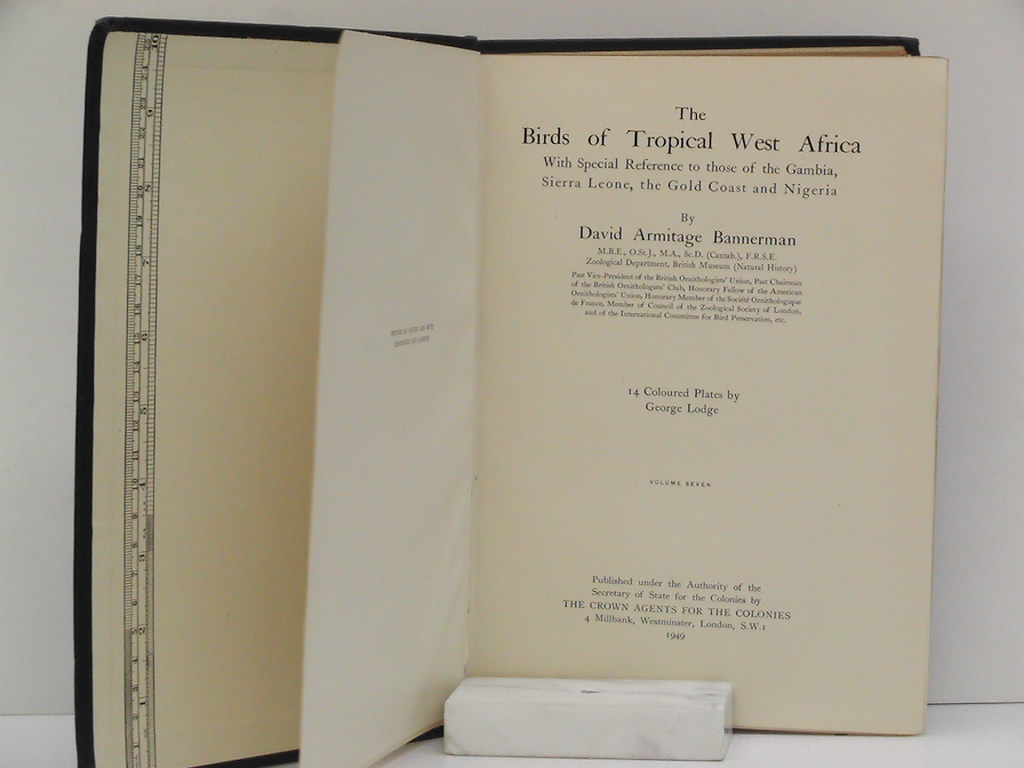 The
Birds of Tropical West Africa
With Special Reference to those of the Gambia,
Sierra Leone, the Gold Coast and Nigeria
By
David Armitage Bannerman
M.B.E., O.St.J., M.A., Sc.D. (Cantab.), F.R.S.E.
Zoological Department, British Museum (Natural History)
Past Vice-President of the British Ornithologists' Union, Past Chairman
of the British Ornithologists' Club, Honorary Fellow of the American
Ornithologists' Union, Honorary Member of the Société Ornithologique
de France, Member of Council of the Zoological Society of London,
and of the International Committee for Bird Preservation, etc.
14 Coloured Plates by
George Lodge
VOLUME SEVEN
Published under the Authority of the
Secretary of State for the Colonies by
THE CROWN AGENTS FOR THE COLONIES
4 Millbank, Westminster, London, S.W.1
1949